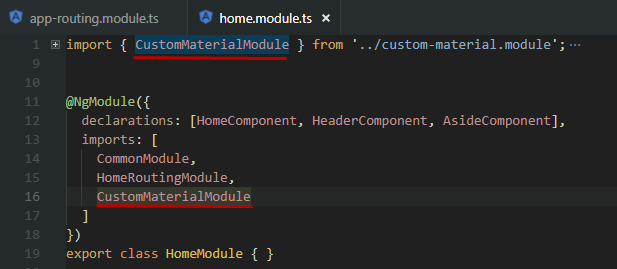 app-routing.module.ts home.module.ts ×
1 import { CustomMaterialModule } from '../custom-material.module';…
9
10
11 @NgModule({
12 declarations: [HomeComponent, HeaderComponent, AsideComponent],
13 imports: [
14 CommonModule,
15 HomeRoutingModule,
16 CustomMaterialModule
17 ]
18 })
19 export class HomeModule { }